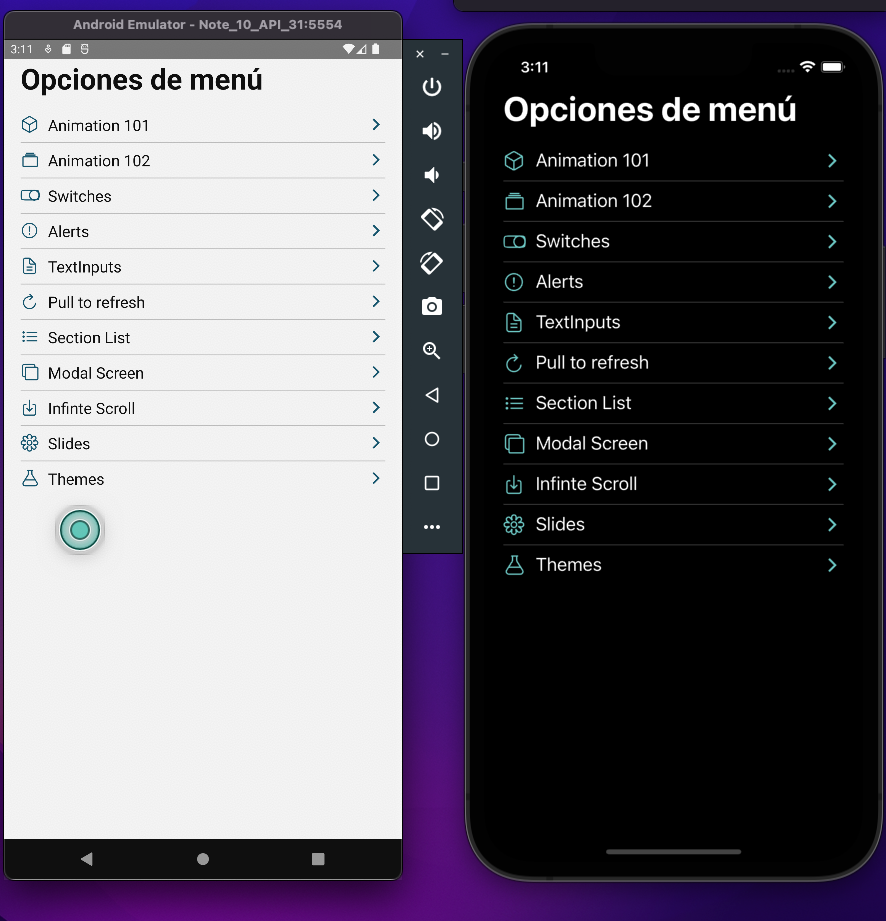 Android Emulator - Note_10_API_31:5554
3:11
Opciones de menú
Animation 101
Animation 102
Switches
Alerts
TextInputs
Pull to refresh
Section List
Modal Screen
Infinte Scroll
Slides
Themes
3:11
Opciones de menú
Animation 101
Animation 102
Switches
Alerts
TextInputs
Pull to refresh
Section List
Modal Screen
Infinte Scroll
Slides
Themes